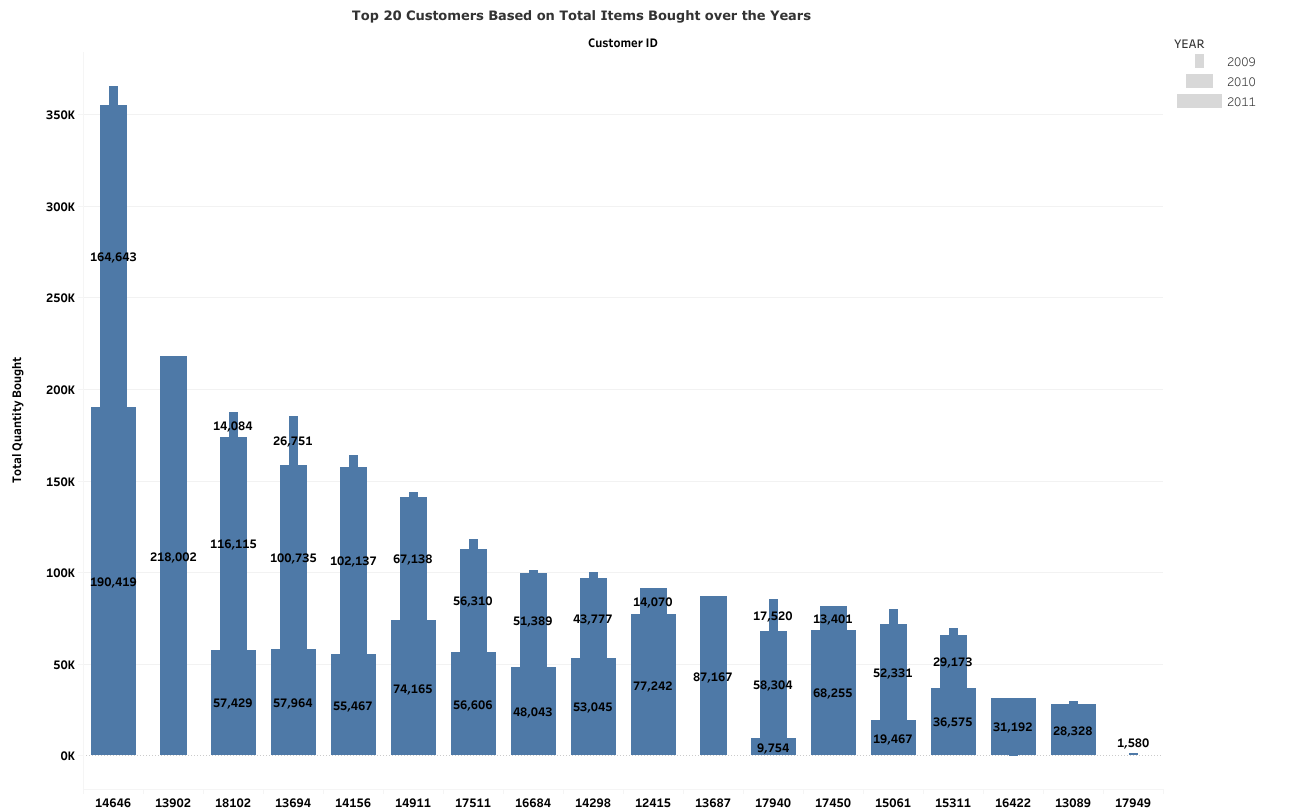 Top 20 Customers Based on Total Items Bought over the Years
Customer ID
YEAR
2009
2010
2011
Total Quantity Bought
350K
300K
250K
200K
150K
100K
50K
0K
164,643
190,419
218,002
14,084
116,115
57,429
26,751
100,735
57,964
102,137
55,467
67,138
74,165
56,310
56,606
51,389
48,043
43,777
53,045
14,070
77,242
87,167
17,520
58,304
9,754
13,401
68,255
52,331
19,467
29,173
36,575
31,192
28,328
1,580
14646 13902 18102 13694 14156 14911 17511 16684 14298 12415 13687 17940 17450 15061 15311 16422 13089 17949